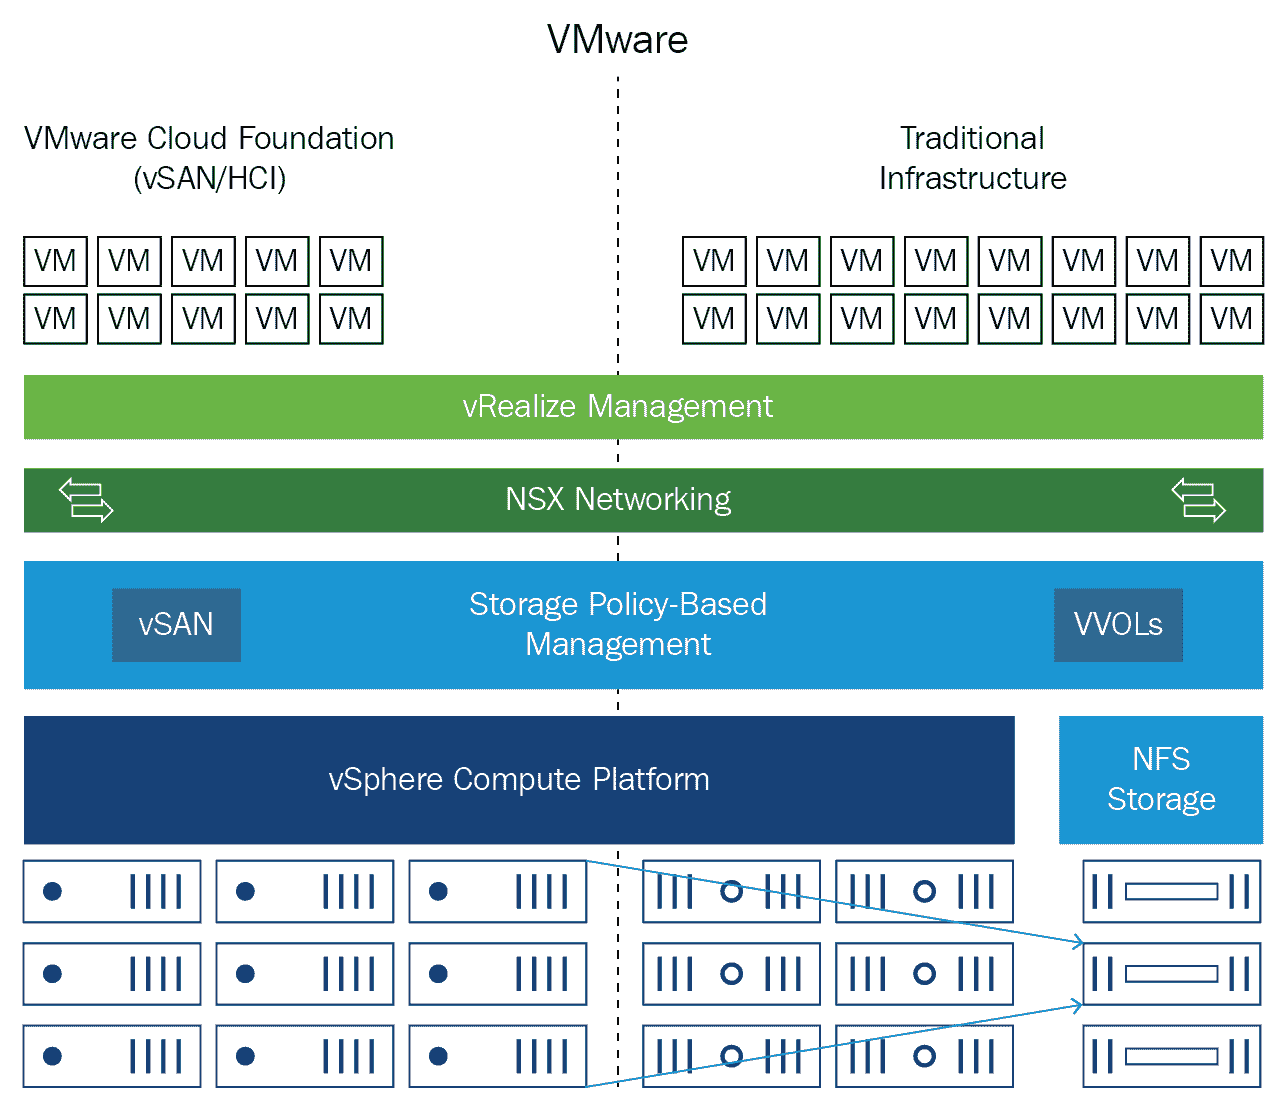 VMware
VMware Cloud Foundation
(vSAN/HCI)
Traditional
Infrastructure
VM VM VM VM VM
VM VM VM VM VM
VM VM VM VM VM VM VM VM
VM VM VM VM VM VM VM VM
vRealize Management
NSX Networking
vSAN
Storage Policy-Based
Management
VVOLs
vSphere Compute Platform
NFS
Storage